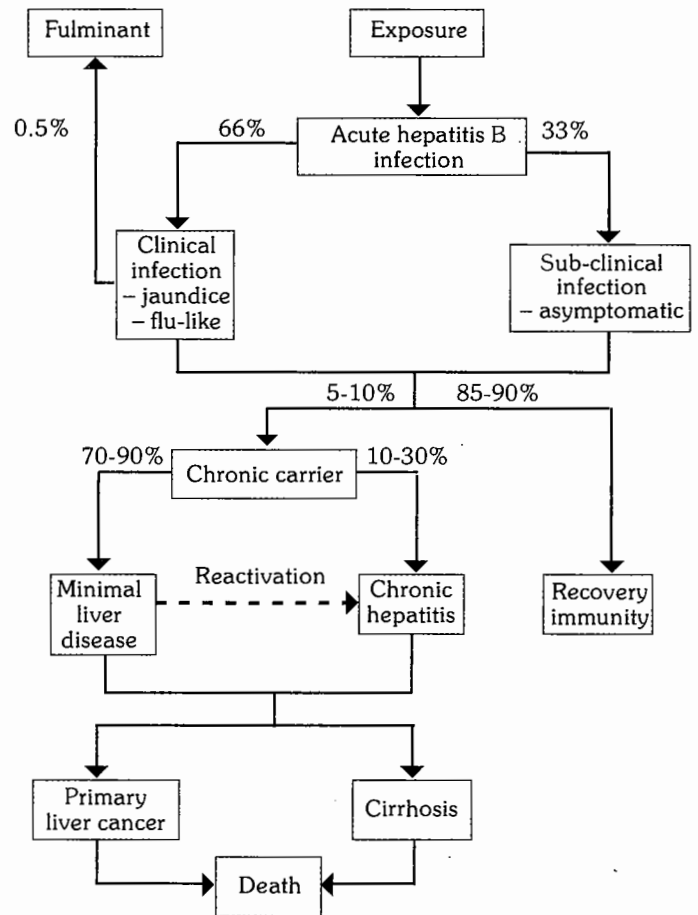 Fulminant
Exposure
0.5%
66%
Acute hepatitis B
infection
33%
Clinical
infection
– jaundice
– flu-like
Sub-clinical
infection
– asymptomatic
5-10%
85-90%
70-90%
Chronic carrier
10-30%
Minimal
liver
disease
Reactivation
Chronic
hepatitis
Recovery
immunity
Primary
liver cancer
Cirrhosis
Death